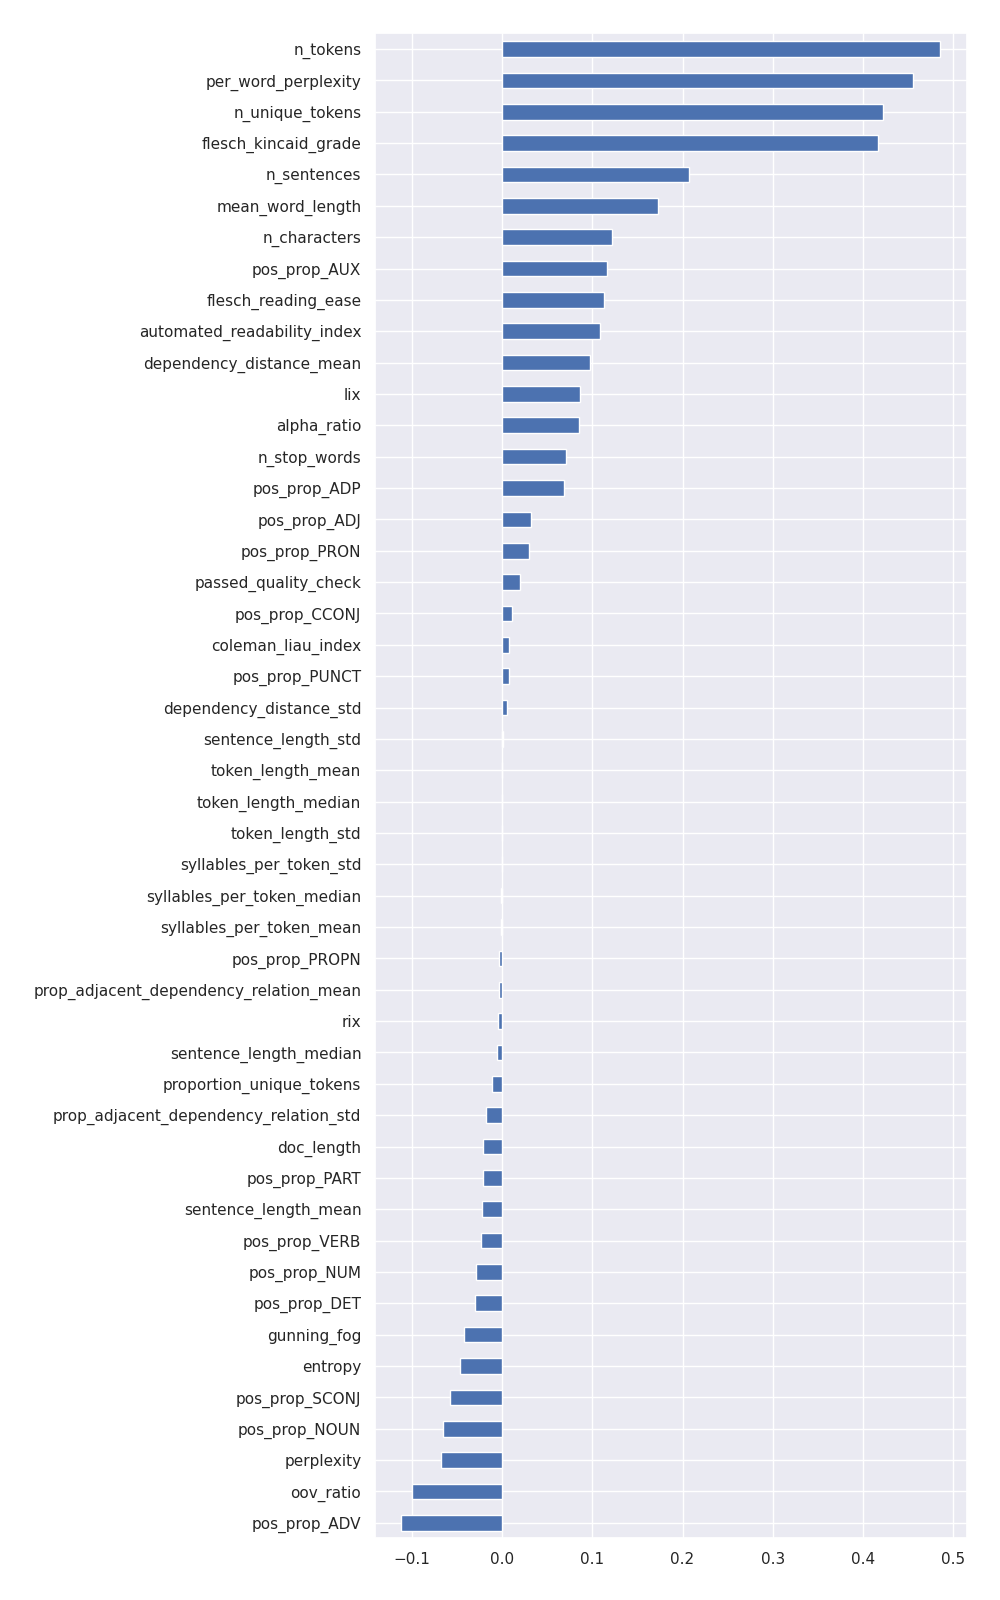 n_tokens
per_word_perplexity
n_unique_tokens
flesch_kincaid_grade
n_sentences
mean_word_length
n_characters
pos_prop_AUX
flesch_reading_ease
automated_readability_index
dependency_distance_mean
lix
alpha_ratio
n_stop_words
pos_prop_ADP
pos_prop_ADJ
pos_prop_PRON
passed_quality_check
pos_prop_CCONJ
coleman_liau_index
pos_prop_PUNCT
dependency_distance_std
sentence_length_std
token_length_mean
token_length_median
token_length_std
syllables_per_token_std
syllables_per_token_median
syllables_per_token_mean
pos_prop_PROPN
prop_adjacent_dependency_relation_mean
rix
sentence_length_median
proportion_unique_tokens
prop_adjacent_dependency_relation_std
doc_length
pos_prop_PART
sentence_length_mean
pos_prop_VERB
pos_prop_NUM
pos_prop_DET
gunning_fog
entropy
pos_prop_SCONJ
pos_prop_NOUN
perplexity
oov_ratio
pos_prop_ADV
−0.1 0.0 0.1 0.2 0.3 0.4 0.5